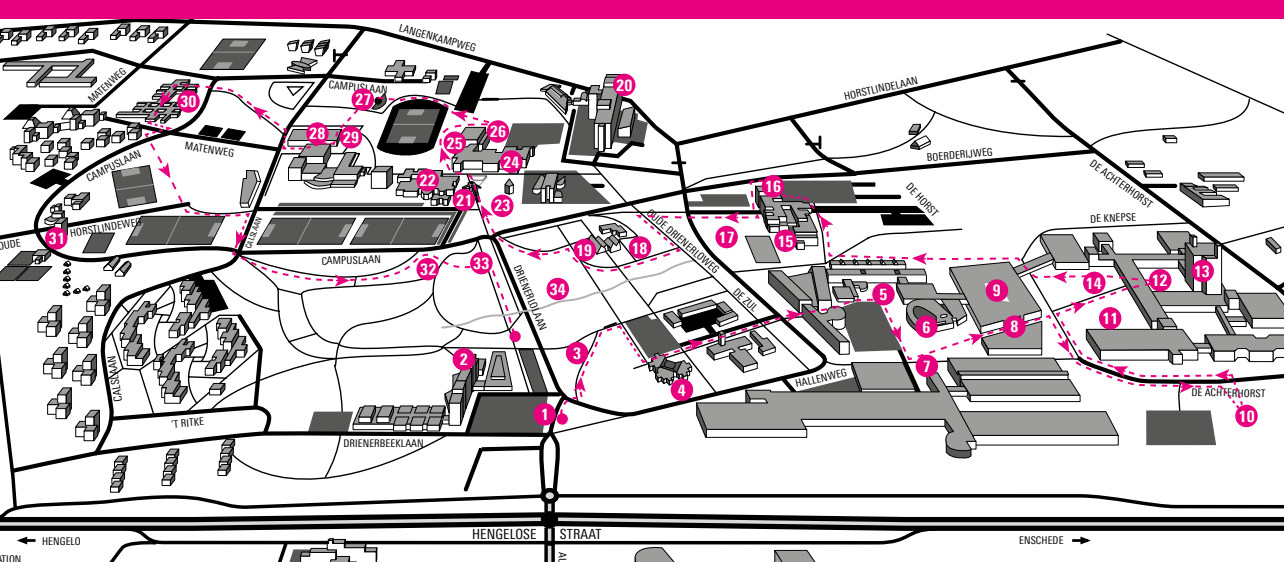 LANGENKAMPWEG
MATENWEG
CAMPUSLAAN
HORSTLINDELAAN
20
30
27
28
29
26
25
24
MATENWEG
BOERDERIJWEG
CAMPUSLAAN
22
21
23
16
DE HORST
DE ACHTERHORST
DE KNEPSE
HORSTLINDEWEG
OUDE
31
CALSLAAN
CAMPUSLAAN
32
33
OUDE DRIENERLOWEG
17
15
19
18
34
DRIENERLOLAAN
DE ZUL
5
9
14
12
13
11
6
8
7
3
2
4
1
10
CALSLAAN
HALLENWEG
DE ACHTERHORST
'T RITKE
DRIENERBEEKLAAN
HENGELOSE STRAAT
HENGELO
ENSCHEDE